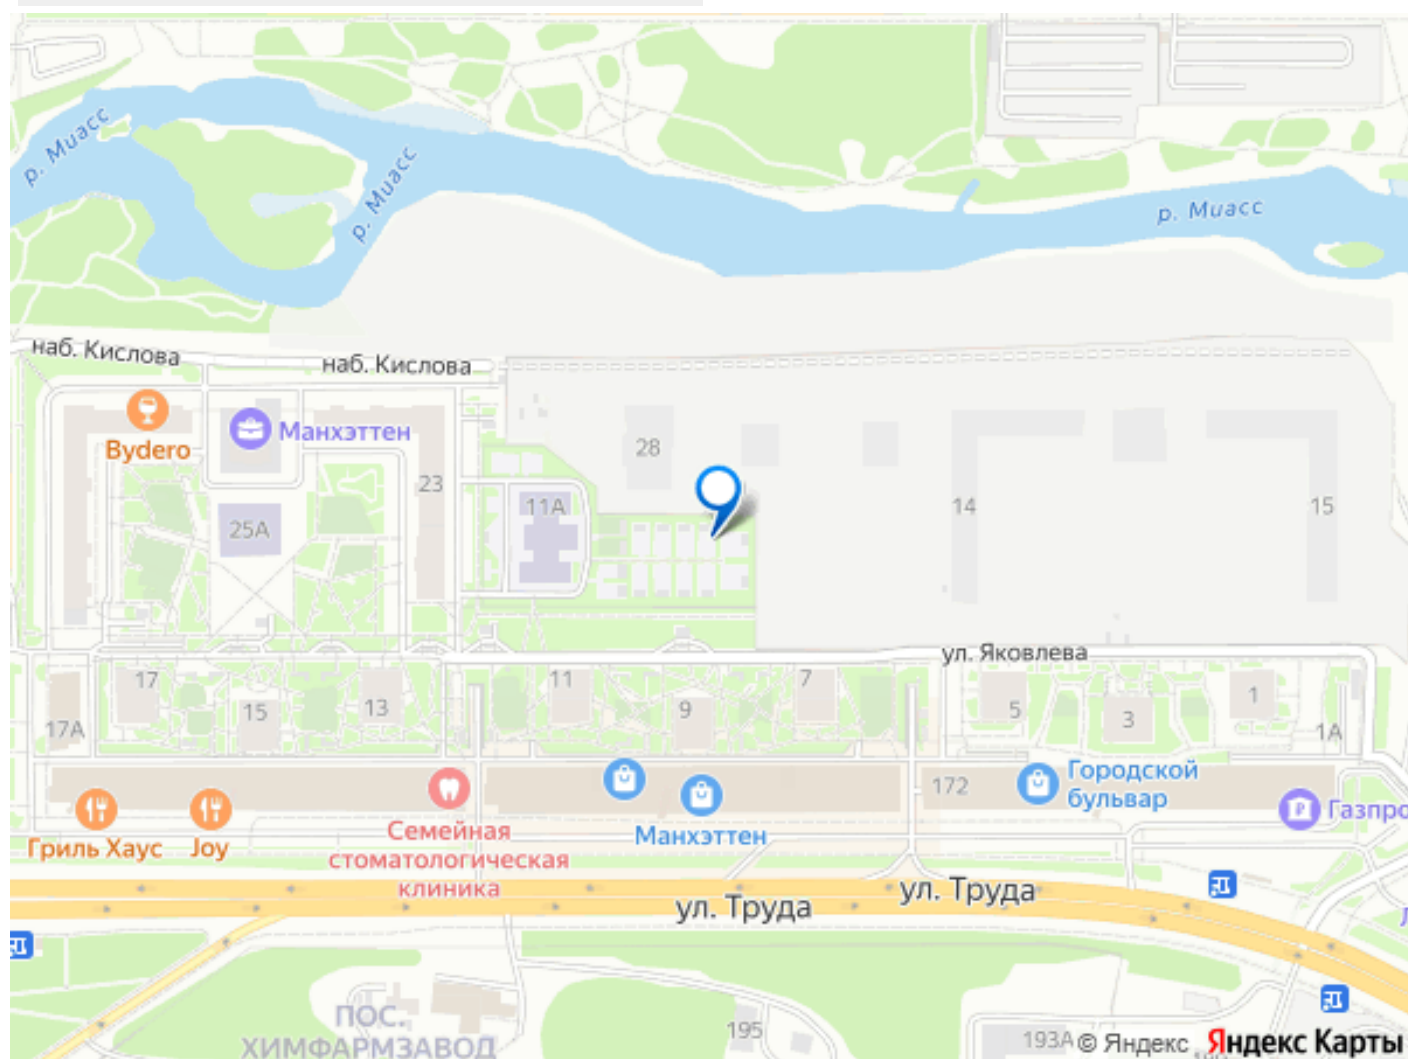 р. Миасс
р. Миасс
р. Миасс
наб. Кислова
наб. Кислова
Bydero
Манхэттен
28
23
11А
25А
14
15
ул. Яковлева
17
15
13
11
9
7
5
3
1
17А
1А
172
Городской
бульвар
Газпро
Гриль Хаус
Joy
Семейная
стоматологическая
клиника
Манхэттен
ул. Труда
ул. Труда
ПОС.
ХИМФАРМЗАВОД
195
193А
© Яндекс
Яндекс Карты